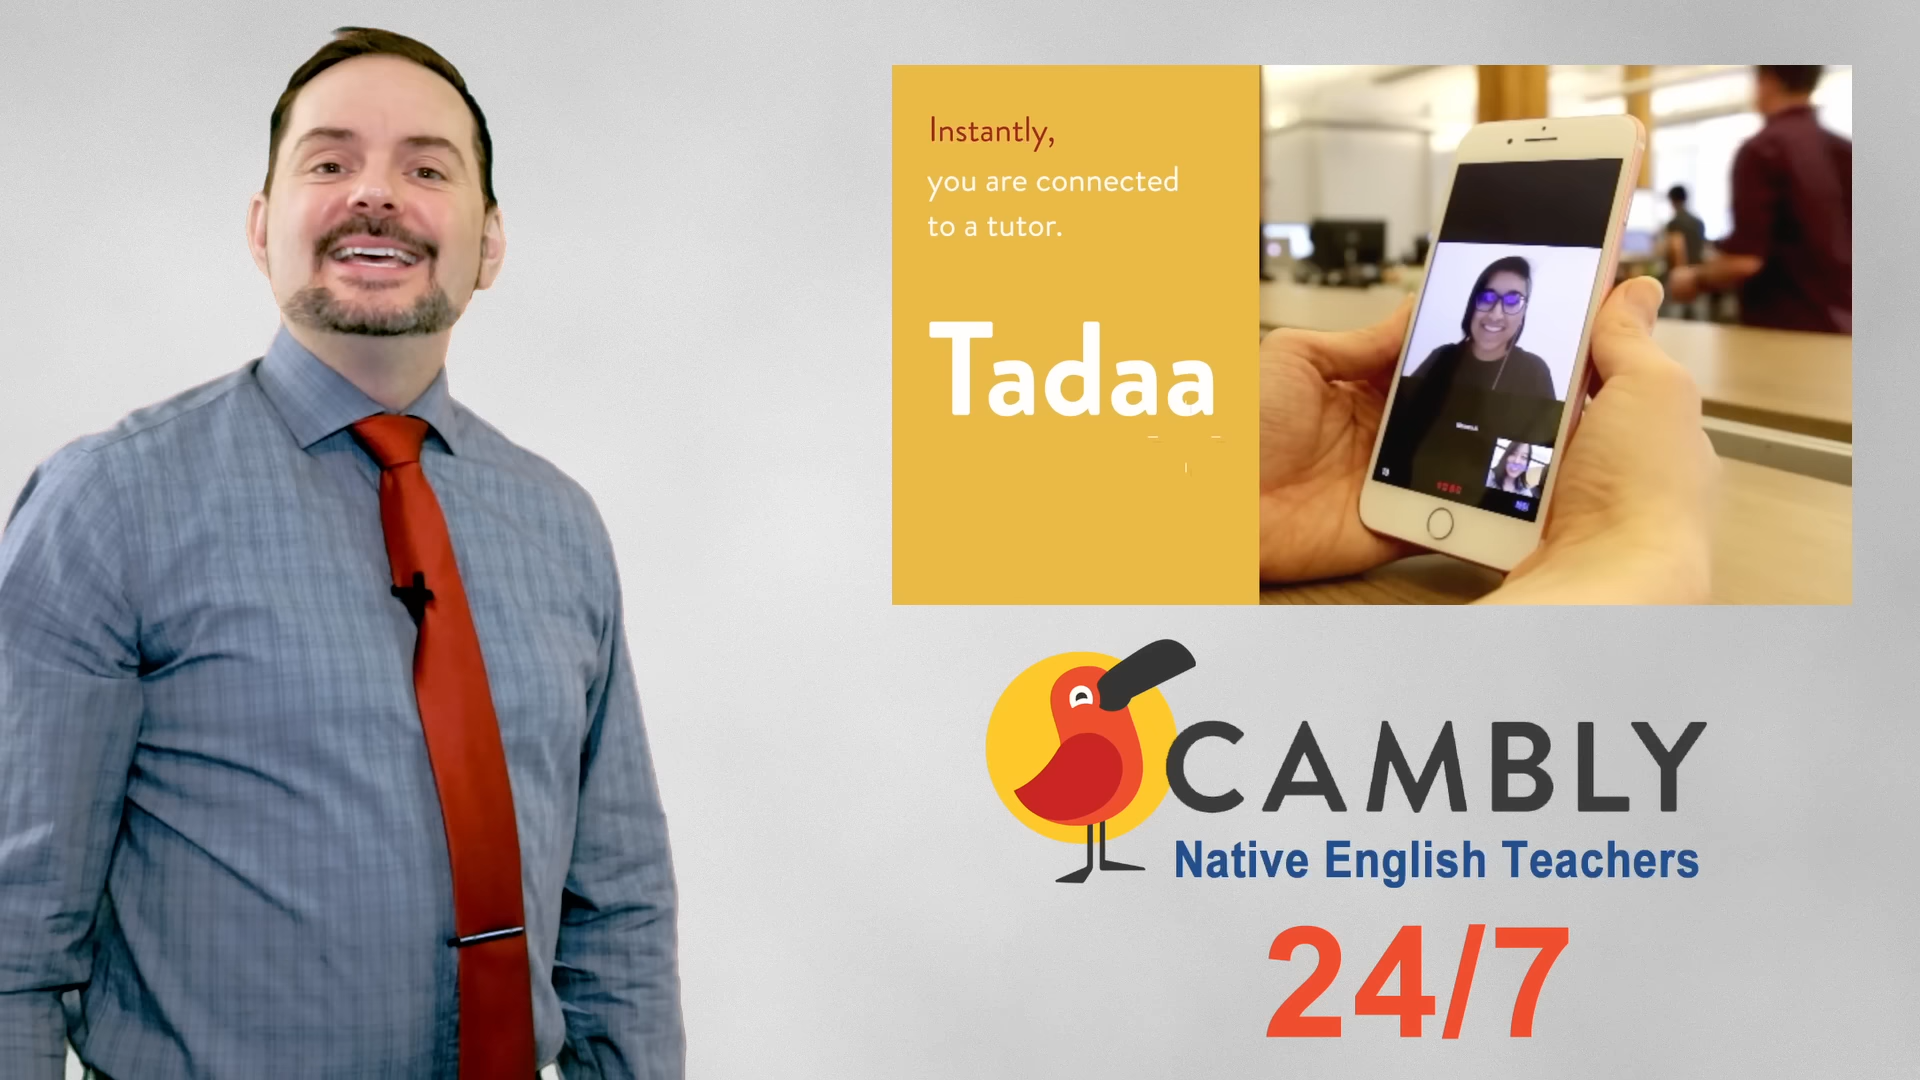 Instantly,
you are connected
to a tutor.
Tadaa
CAMBLY
Native English Teachers
24/7